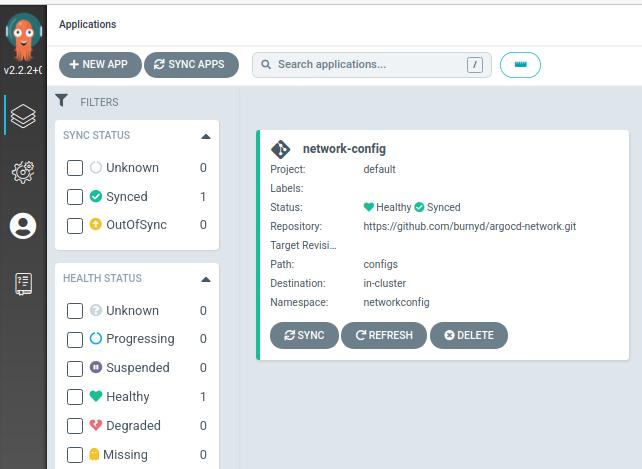 Applications
v2.2.2+
NEW APP
SYNC APPS
Search applications...
/
FILTERS
SYNC STATUS
Unknown 0
Synced 1
OutOfSync 0
HEALTH STATUS
Unknown 0
Progressing 0
Suspended 0
Healthy 1
Degraded 0
Missing 0
network-config
Project: default
Labels:
Status: Healthy Synced
Repository: https://github.com/burnyd/argocd-network.git
Target Revisi...
Path: configs
Destination: in-cluster
Namespace: networkconfig
SYNC
REFRESH
DELETE